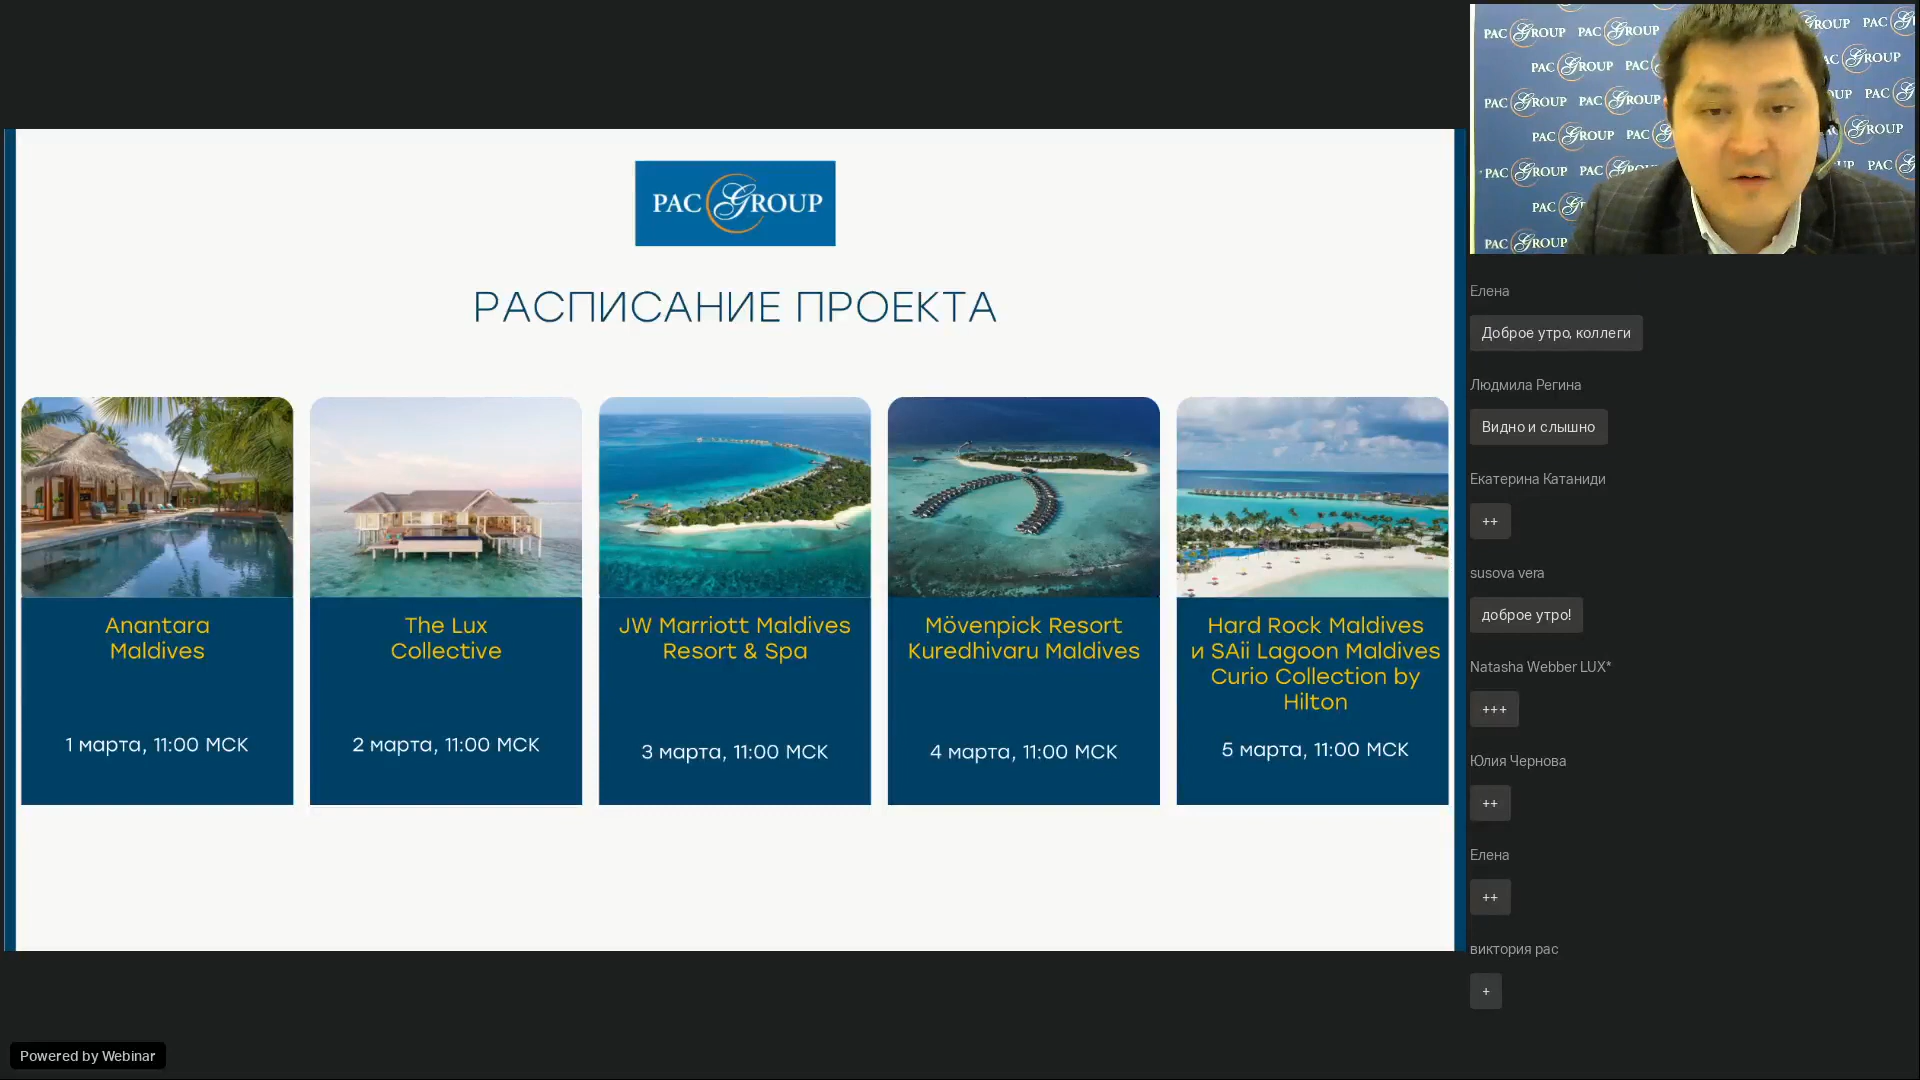 PAC GROUP
РАСПИСАНИЕ ПРОЕКТА
Anantara
Maldives
1 марта, 11:00 МСК
The Lux
Collective
2 марта, 11:00 МСК
JW Marriott Maldives
Resort & Spa
3 марта, 11:00 МСК
Mövenpick Resort
Kuredhivaru Maldives
4 марта, 11:00 МСК
Hard Rock Maldives
и SAii Lagoon Maldives
Curio Collection by
Hilton
5 марта, 11:00 МСК
PAC GROUP PAC GROUP
Елена
Доброе утро, коллеги
Людмила Регина
Видно и слышно
Екатерина Катаниди
++
susova vera
доброе утро!
Natasha Webber LUX*
+++
Юлия Чернова
++
Елена
++
виктория рас
+
Powered by Webinar